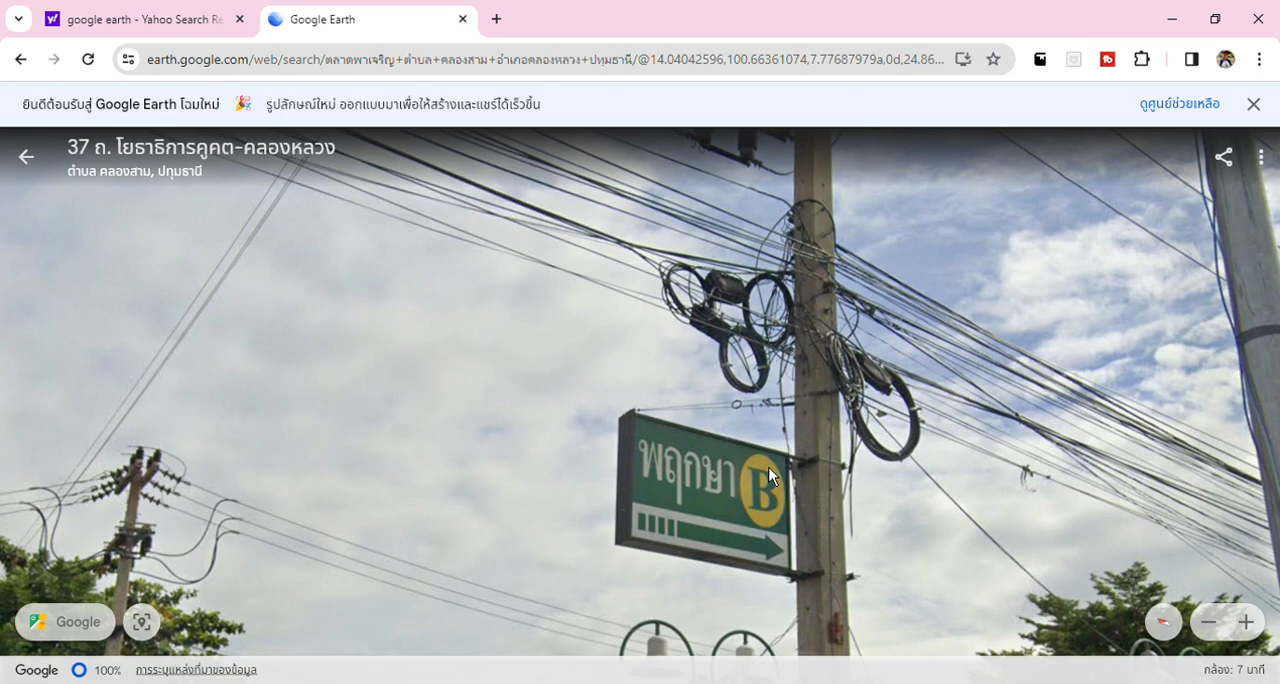 google earth - Yahoo Search Re
Google Earth
earth.google.com/web/search/ตลาดพาเจริญ+ตำบล+คลองสาม+อำเภอคลองหลวง+ปทุมธานี/@14.04042596,100.66361074,7.77687979a,0d,24.86...
ยินดีต้อนรับสู่ Google Earth โฉมใหม่ 🎉 รูปลักษณ์ใหม่ ออกแบบมาเพื่อให้สร้างและแชร์ได้เร็วขึ้น
ดูศูนย์ช่วยเหลือ
37 ถ. โยธาธิการคูคต-คลองหลวง
ตำบล คลองสาม, ปทุมธานี
พฤกษา B
Google
Google 100% การระบุแหล่งที่มาของข้อมูล
กล้อง: 7 นาที